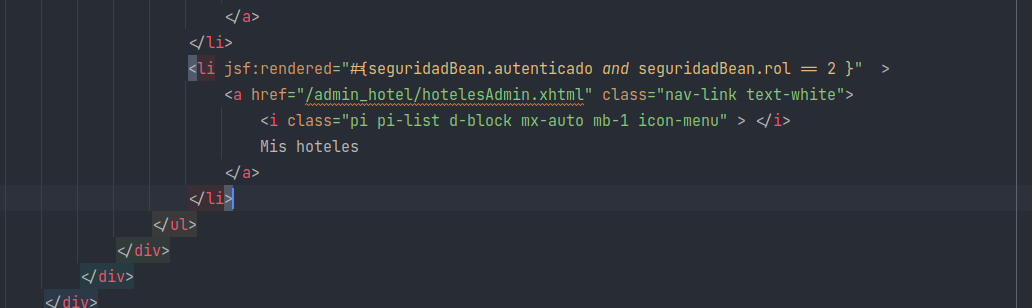 </a>
</li>
<li jsf:rendered="#{seguridadBean.autenticado and seguridadBean.rol == 2 }"  >
<a href="/admin_hotel/hotelesAdmin.xhtml" class="nav-link text-white">
<i class="pi pi-list d-block mx-auto mb-1 icon-menu" > </i>
Mis hoteles
</a>
</li>
</ul>
</div>
</div>
</div>